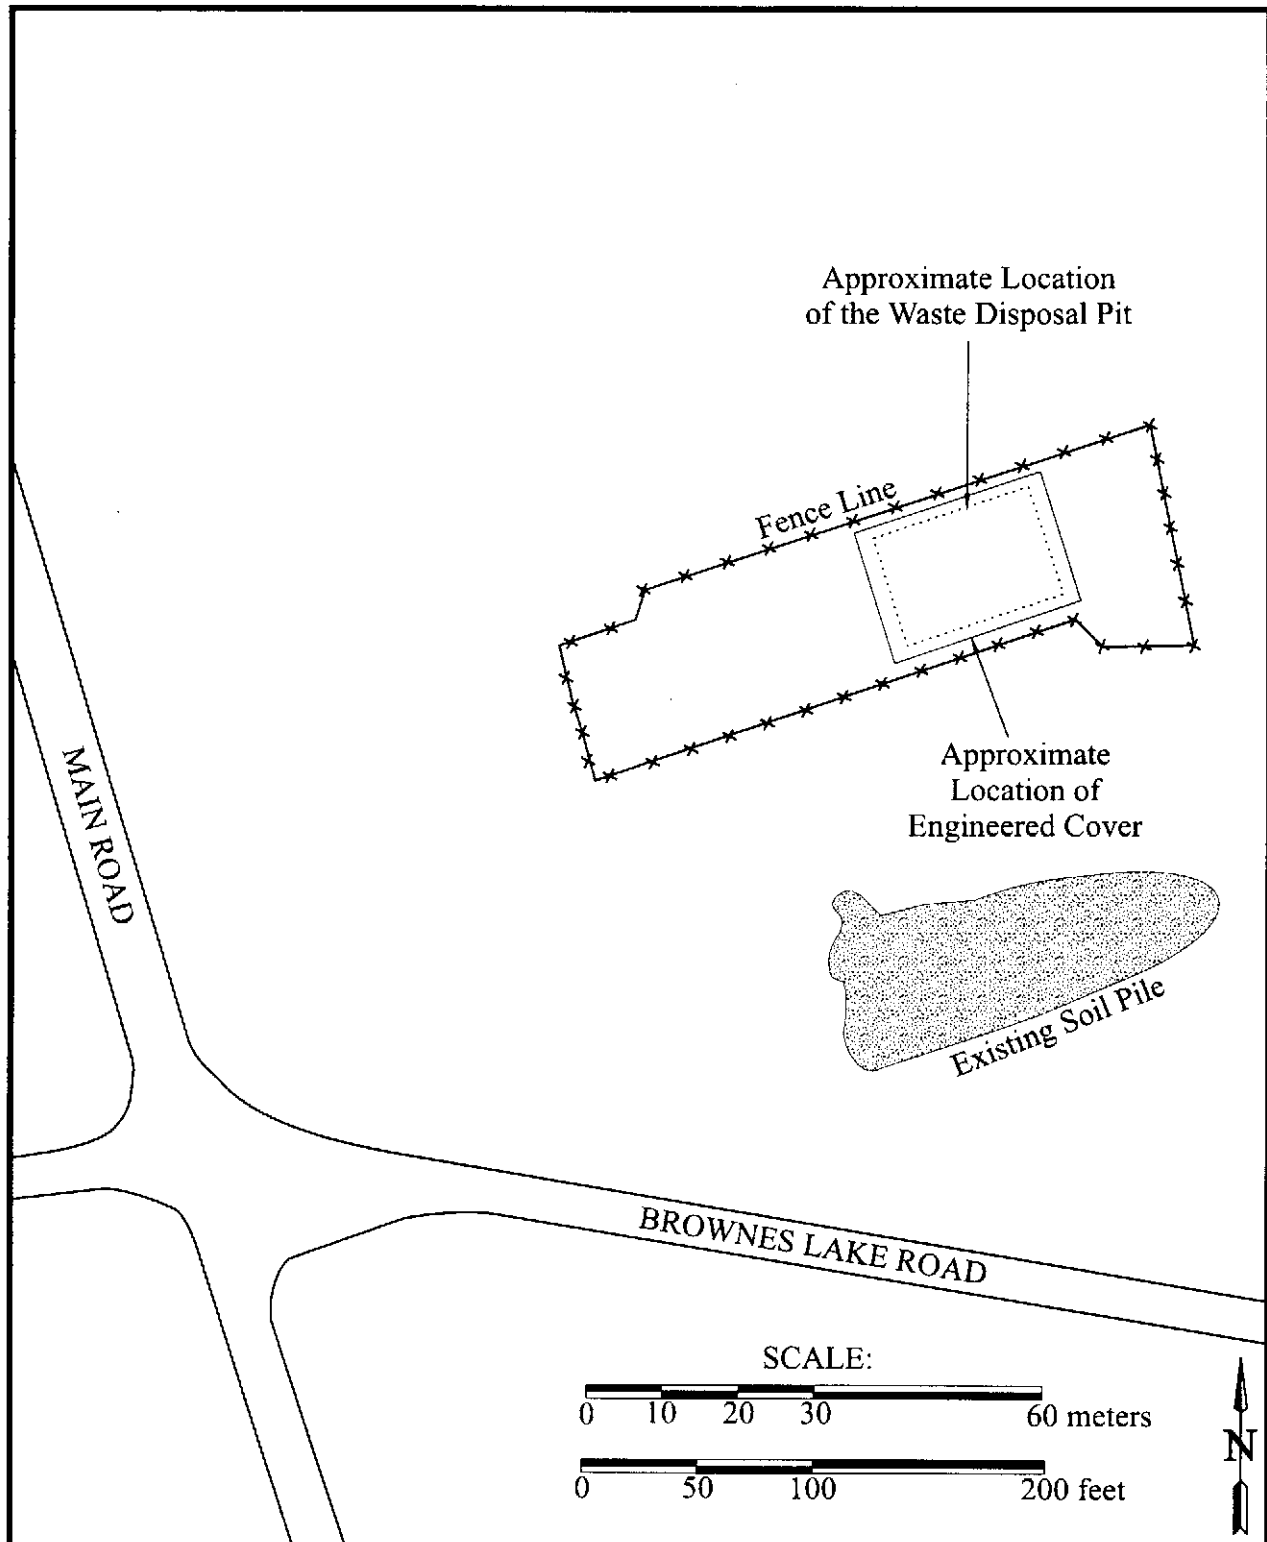 Approximate Location
of the Waste Disposal Pit
Fence Line
Approximate
Location of
Engineered Cover
MAIN ROAD
Existing Soil Pile
BROWNES LAKE ROAD
SCALE:
0 10 20 30 60 meters
0 50 100 200 feet
N